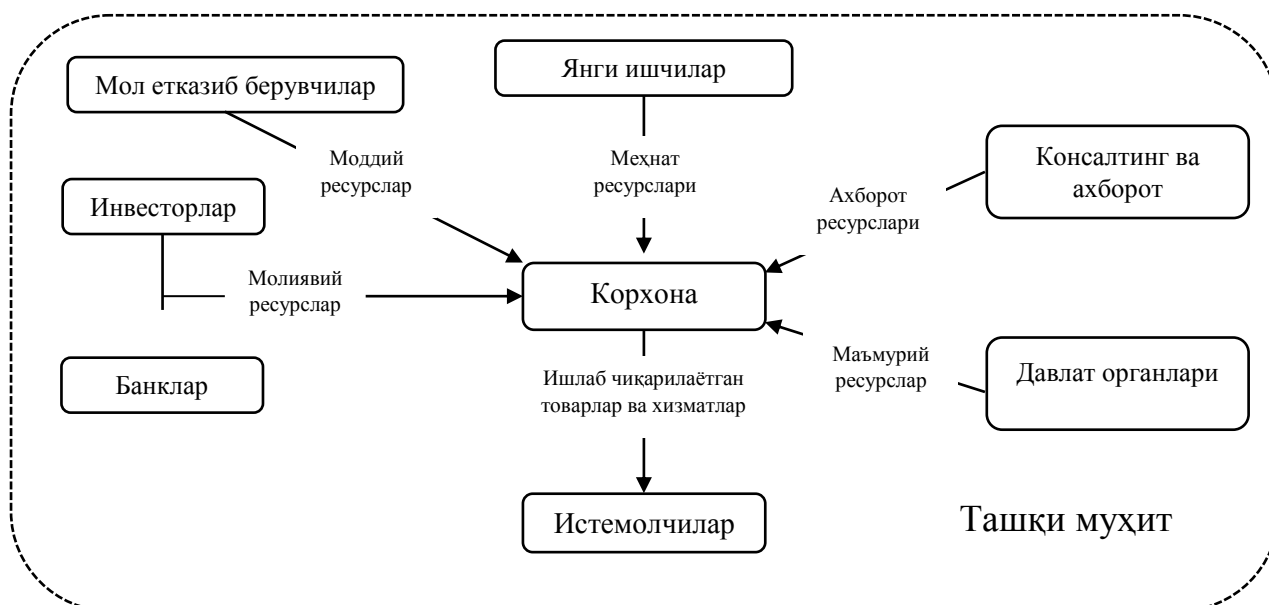 Мол етказиб берувчилар
Янги ишчилар
Моддий
ресурслар
Меҳнат
ресурслари
Консалтинг ва
ахборот
Инвесторлар
Ахборот
ресурслари
Молиявий
ресурслар
Корхона
Банклар
Ишлаб чиқарилаётган
товарлар ва хизматлар
Маъмурий
ресурслар
Давлат органлари
Истемолчилар
Ташқи муҳит